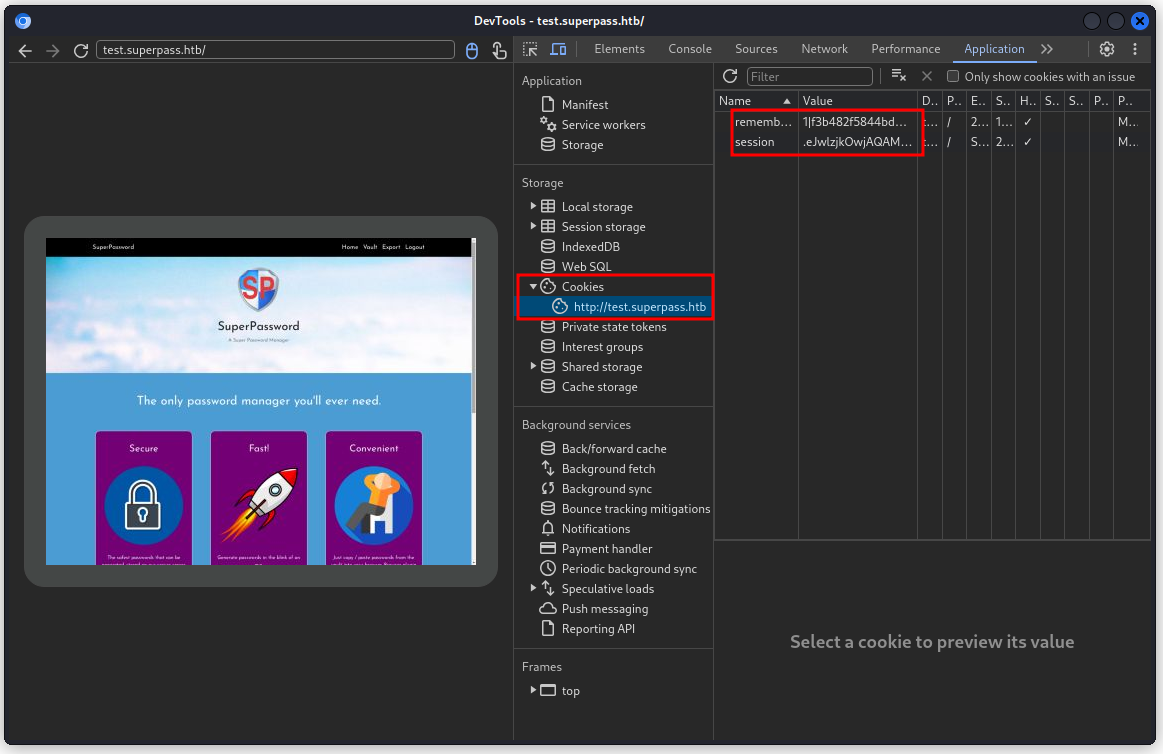 DevTools - test.superpass.htb/
test.superpass.htb/
Elements Console Sources Network Performance Application
SuperPassword
Home Vault Export Logout
SP
SuperPassword
A Super Password Manager
The only password manager you'll ever need.
Secure
Fast!
Convenient
The safest passwords that can be
Generate passwords in the blink of an
Just copy / paste passwords from the
Application
Manifest
Service workers
Storage
Storage
Local storage
Session storage
IndexedDB
Web SQL
Cookies
http://test.superpass.htb
Private state tokens
Interest groups
Shared storage
Cache storage
Background services
Back/forward cache
Background fetch
Background sync
Bounce tracking mitigations
Notifications
Payment handler
Periodic background sync
Speculative loads
Push messaging
Reporting API
Frames
top
Filter
Only show cookies with an issue
Name Value D.. P.. E.. S.. H.. S.. S.. P.. P..
rememb... 1|f3b482f5844bd... t... / 2... 1... ✓ M...
session .eJwlzjkOwjAQAM... t... / S... 2... ✓ M...
Select a cookie to preview its value